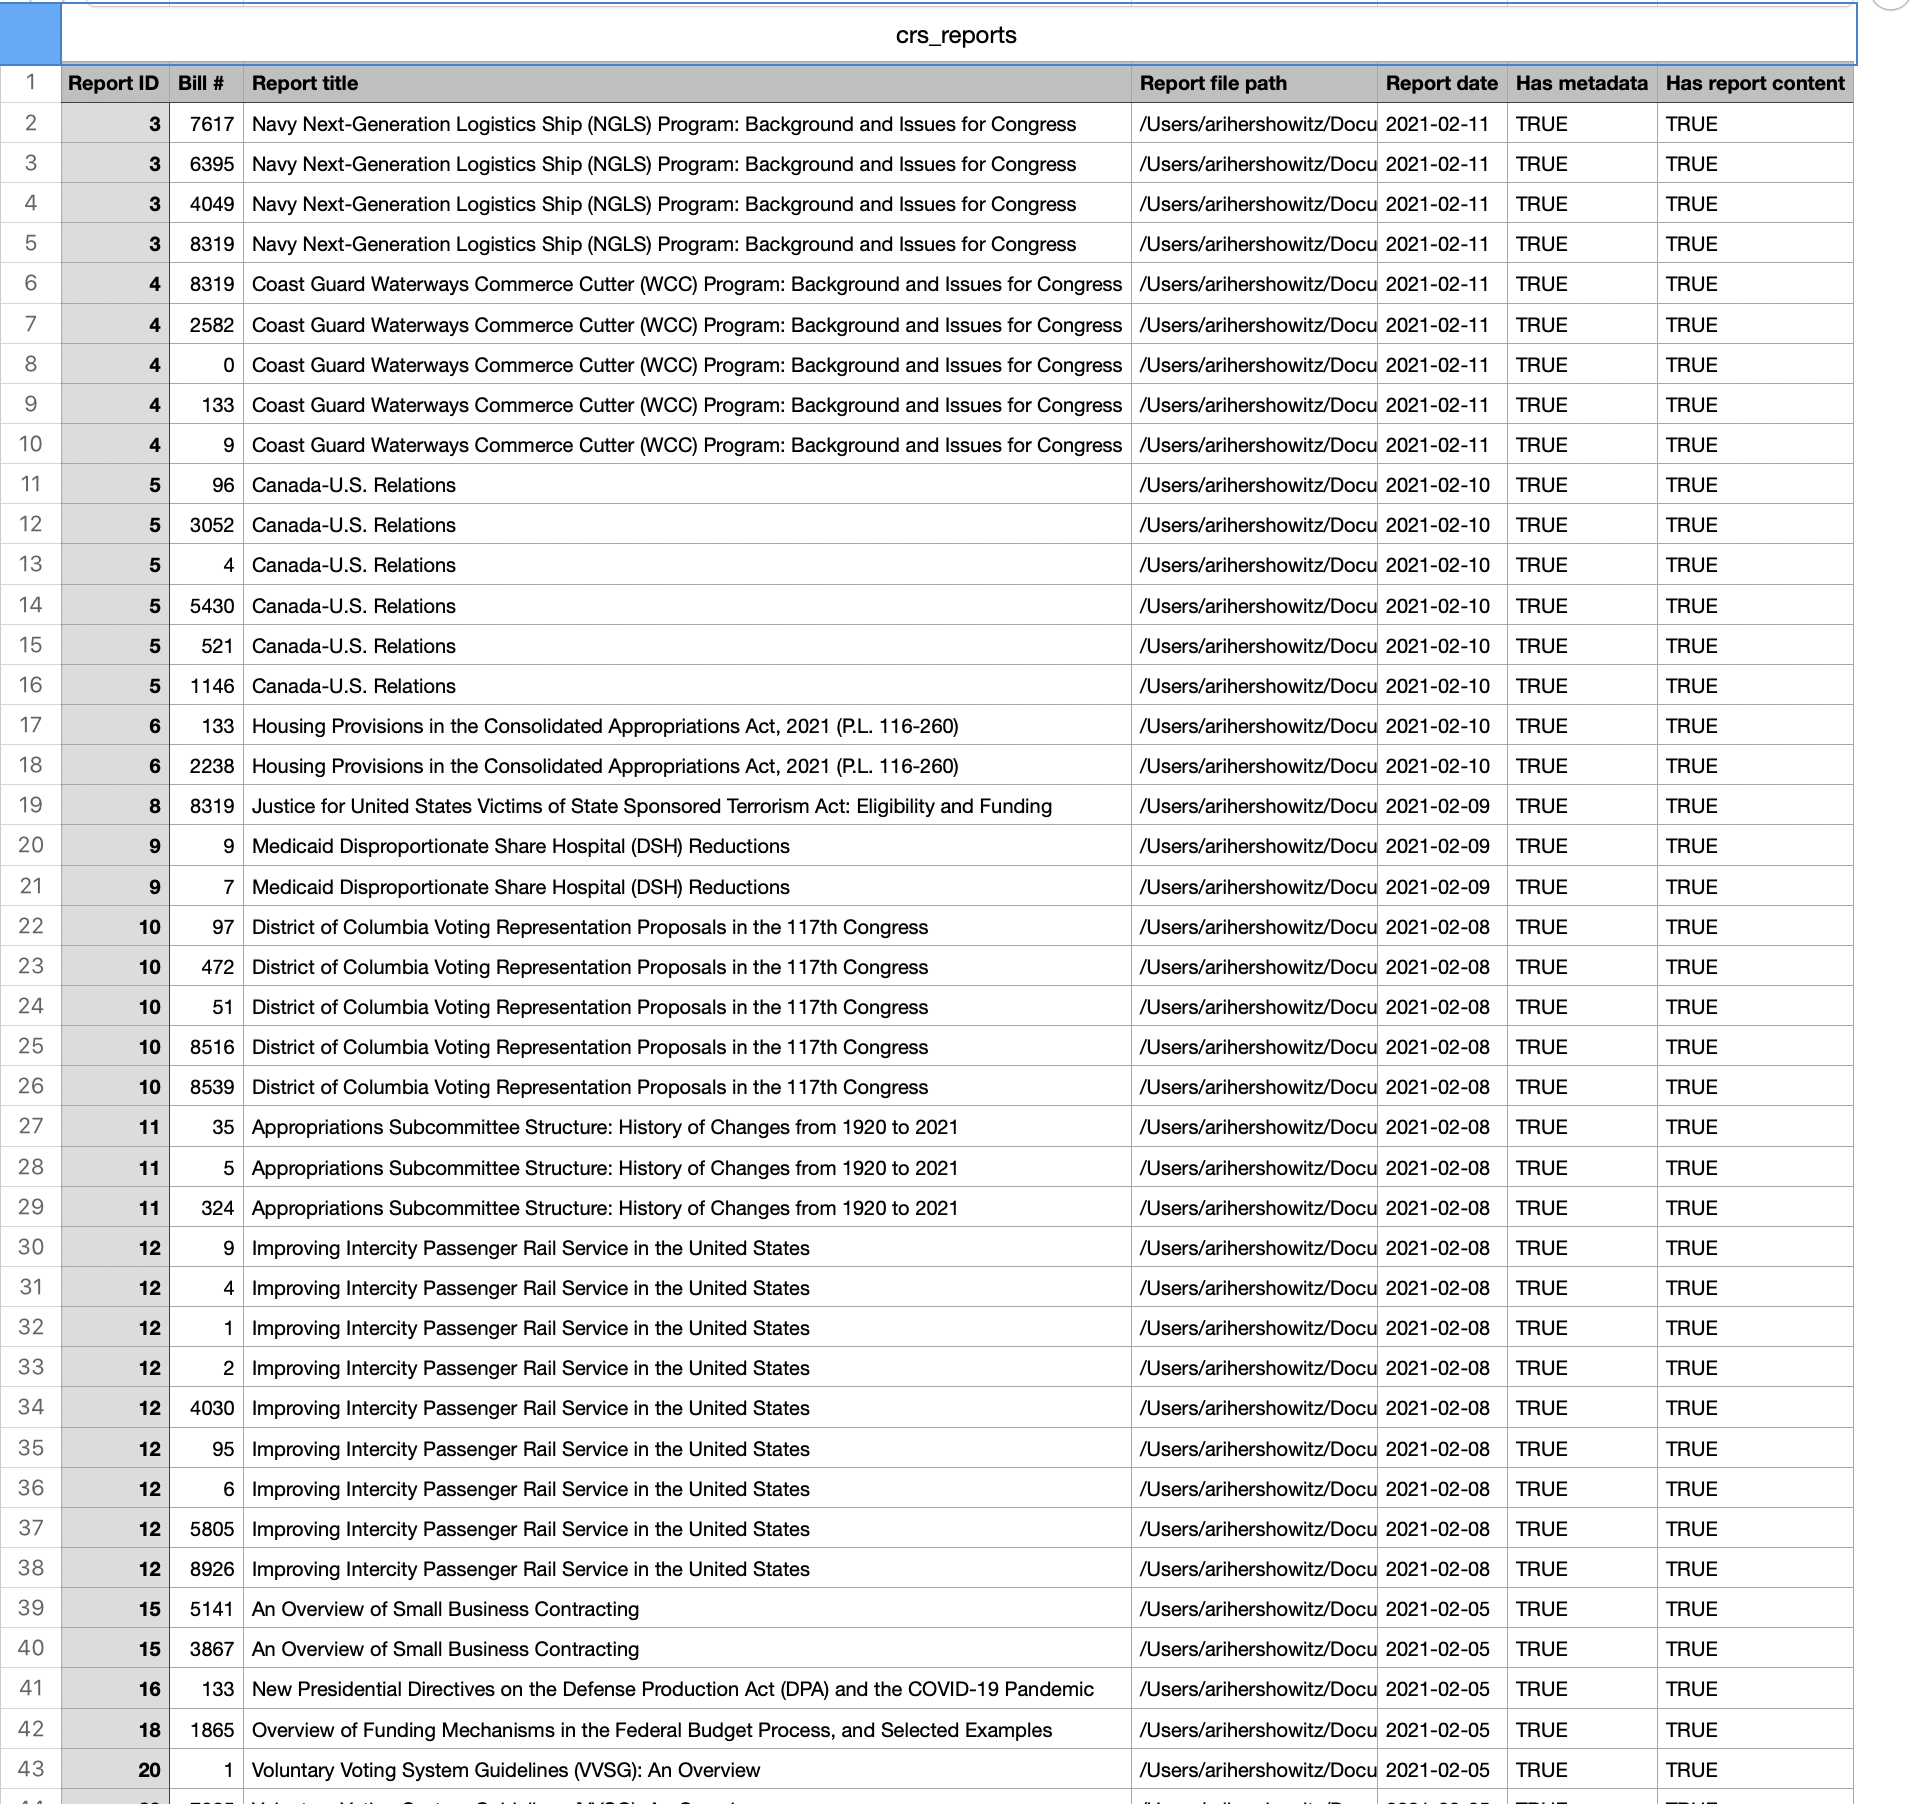 crs_reports
1 Report ID Bill # Report title Report file path Report date Has metadata Has report content
2 3 7617 Navy Next-Generation Logistics Ship (NGLS) Program: Background and Issues for Congress /Users/arihershowitz/Docu 2021-02-11 TRUE TRUE
3 3 6395 Navy Next-Generation Logistics Ship (NGLS) Program: Background and Issues for Congress /Users/arihershowitz/Docu 2021-02-11 TRUE TRUE
4 3 4049 Navy Next-Generation Logistics Ship (NGLS) Program: Background and Issues for Congress /Users/arihershowitz/Docu 2021-02-11 TRUE TRUE
5 3 8319 Navy Next-Generation Logistics Ship (NGLS) Program: Background and Issues for Congress /Users/arihershowitz/Docu 2021-02-11 TRUE TRUE
6 4 8319 Coast Guard Waterways Commerce Cutter (WCC) Program: Background and Issues for Congress /Users/arihershowitz/Docu 2021-02-11 TRUE TRUE
7 4 2582 Coast Guard Waterways Commerce Cutter (WCC) Program: Background and Issues for Congress /Users/arihershowitz/Docu 2021-02-11 TRUE TRUE
8 4 0 Coast Guard Waterways Commerce Cutter (WCC) Program: Background and Issues for Congress /Users/arihershowitz/Docu 2021-02-11 TRUE TRUE
9 4 133 Coast Guard Waterways Commerce Cutter (WCC) Program: Background and Issues for Congress /Users/arihershowitz/Docu 2021-02-11 TRUE TRUE
10 4 9 Coast Guard Waterways Commerce Cutter (WCC) Program: Background and Issues for Congress /Users/arihershowitz/Docu 2021-02-11 TRUE TRUE
11 5 96 Canada-U.S. Relations /Users/arihershowitz/Docu 2021-02-10 TRUE TRUE
12 5 3052 Canada-U.S. Relations /Users/arihershowitz/Docu 2021-02-10 TRUE TRUE
13 5 4 Canada-U.S. Relations /Users/arihershowitz/Docu 2021-02-10 TRUE TRUE
14 5 5430 Canada-U.S. Relations /Users/arihershowitz/Docu 2021-02-10 TRUE TRUE
15 5 521 Canada-U.S. Relations /Users/arihershowitz/Docu 2021-02-10 TRUE TRUE
16 5 1146 Canada-U.S. Relations /Users/arihershowitz/Docu 2021-02-10 TRUE TRUE
17 6 133 Housing Provisions in the Consolidated Appropriations Act, 2021 (P.L. 116-260) /Users/arihershowitz/Docu 2021-02-10 TRUE TRUE
18 6 2238 Housing Provisions in the Consolidated Appropriations Act, 2021 (P.L. 116-260) /Users/arihershowitz/Docu 2021-02-10 TRUE TRUE
19 8 8319 Justice for United States Victims of State Sponsored Terrorism Act: Eligibility and Funding /Users/arihershowitz/Docu 2021-02-09 TRUE TRUE
20 9 9 Medicaid Disproportionate Share Hospital (DSH) Reductions /Users/arihershowitz/Docu 2021-02-09 TRUE TRUE
21 9 7 Medicaid Disproportionate Share Hospital (DSH) Reductions /Users/arihershowitz/Docu 2021-02-09 TRUE TRUE
22 10 97 District of Columbia Voting Representation Proposals in the 117th Congress /Users/arihershowitz/Docu 2021-02-08 TRUE TRUE
23 10 472 District of Columbia Voting Representation Proposals in the 117th Congress /Users/arihershowitz/Docu 2021-02-08 TRUE TRUE
24 10 51 District of Columbia Voting Representation Proposals in the 117th Congress /Users/arihershowitz/Docu 2021-02-08 TRUE TRUE
25 10 8516 District of Columbia Voting Representation Proposals in the 117th Congress /Users/arihershowitz/Docu 2021-02-08 TRUE TRUE
26 10 8539 District of Columbia Voting Representation Proposals in the 117th Congress /Users/arihershowitz/Docu 2021-02-08 TRUE TRUE
27 11 35 Appropriations Subcommittee Structure: History of Changes from 1920 to 2021 /Users/arihershowitz/Docu 2021-02-08 TRUE TRUE
28 11 5 Appropriations Subcommittee Structure: History of Changes from 1920 to 2021 /Users/arihershowitz/Docu 2021-02-08 TRUE TRUE
29 11 324 Appropriations Subcommittee Structure: History of Changes from 1920 to 2021 /Users/arihershowitz/Docu 2021-02-08 TRUE TRUE
30 12 9 Improving Intercity Passenger Rail Service in the United States /Users/arihershowitz/Docu 2021-02-08 TRUE TRUE
31 12 4 Improving Intercity Passenger Rail Service in the United States /Users/arihershowitz/Docu 2021-02-08 TRUE TRUE
32 12 1 Improving Intercity Passenger Rail Service in the United States /Users/arihershowitz/Docu 2021-02-08 TRUE TRUE
33 12 2 Improving Intercity Passenger Rail Service in the United States /Users/arihershowitz/Docu 2021-02-08 TRUE TRUE
34 12 4030 Improving Intercity Passenger Rail Service in the United States /Users/arihershowitz/Docu 2021-02-08 TRUE TRUE
35 12 95 Improving Intercity Passenger Rail Service in the United States /Users/arihershowitz/Docu 2021-02-08 TRUE TRUE
36 12 6 Improving Intercity Passenger Rail Service in the United States /Users/arihershowitz/Docu 2021-02-08 TRUE TRUE
37 12 5805 Improving Intercity Passenger Rail Service in the United States /Users/arihershowitz/Docu 2021-02-08 TRUE TRUE
38 12 8926 Improving Intercity Passenger Rail Service in the United States /Users/arihershowitz/Docu 2021-02-08 TRUE TRUE
39 15 5141 An Overview of Small Business Contracting /Users/arihershowitz/Docu 2021-02-05 TRUE TRUE
40 15 3867 An Overview of Small Business Contracting /Users/arihershowitz/Docu 2021-02-05 TRUE TRUE
41 16 133 New Presidential Directives on the Defense Production Act (DPA) and the COVID-19 Pandemic /Users/arihershowitz/Docu 2021-02-05 TRUE TRUE
42 18 1865 Overview of Funding Mechanisms in the Federal Budget Process, and Selected Examples /Users/arihershowitz/Docu 2021-02-05 TRUE TRUE
43 20 1 Voluntary Voting System Guidelines (VVSG): An Overview /Users/arihershowitz/Docu 2021-02-05 TRUE TRUE